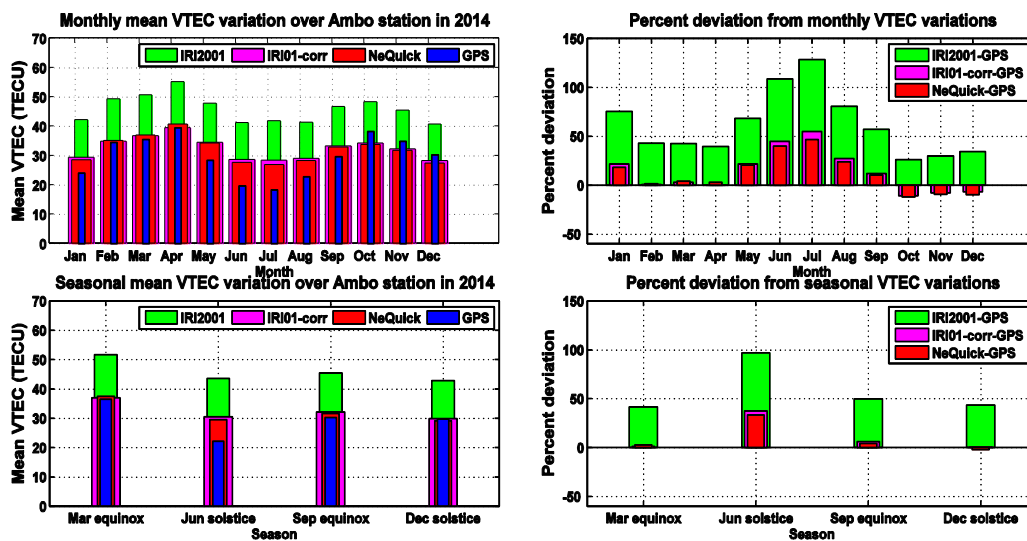 Monthly mean VTEC variation over Ambo station in 2014
70
60
50
40
30
20
10
0
Mean VTEC (TECU)
IRI2001
IRI01-corr
NeQuick
GPS
Jan Feb Mar Apr May Jun Jul Aug Sep Oct Nov Dec
Month
Percent deviation from monthly VTEC variations
150
100
50
0
-50
Percent deviation
IRI2001-GPS
IRI01-corr-GPS
NeQuick-GPS
Jan Feb Mar Apr May Jun Jul Aug Sep Oct Nov Dec
Month
Seasonal mean VTEC variation over Ambo station in 2014
70
60
50
40
30
20
10
0
Mean VTEC (TECU)
IRI2001
IRI01-corr
NeQuick
GPS
Mar equinox Jun solstice Sep equinox Dec solstice
Season
Percent deviation from seasonal VTEC variations
150
100
50
0
-50
Percent deviation
IRI2001-GPS
IRI01-corr-GPS
NeQuick-GPS
Mar equinox Jun solstice Sep equinox Dec solstice
Season